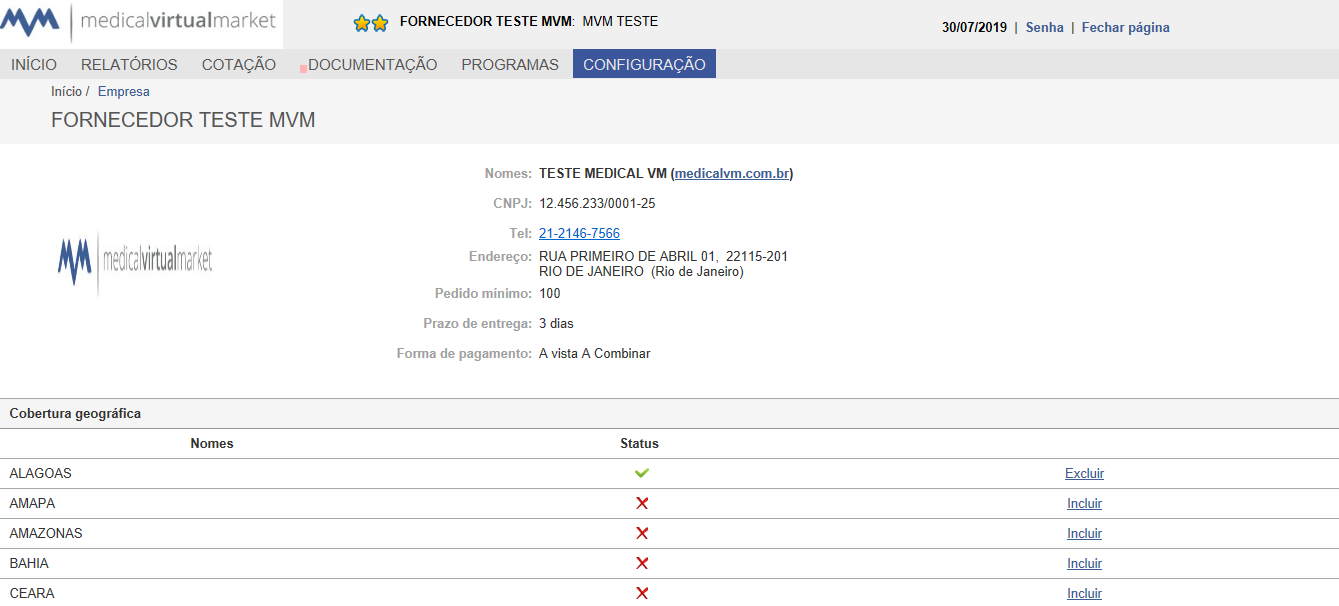 medicalvirtualmarket
FORNECEDOR TESTE MVM: MVM TESTE
30/07/2019 | Senha | Fechar página
INÍCIO RELATÓRIOS COTAÇÃO DOCUMENTAÇÃO PROGRAMAS CONFIGURAÇÃO
Início / Empresa
FORNECEDOR TESTE MVM
medicalvirtualmarket
Nomes: TESTE MEDICAL VM (medicalvm.com.br)
CNPJ: 12.456.233/0001-25
Tel: 21-2146-7566
Endereço: RUA PRIMEIRO DE ABRIL 01, 22115-201
RIO DE JANEIRO (Rio de Janeiro)
Pedido mínimo: 100
Prazo de entrega: 3 dias
Forma de pagamento: A vista A Combinar
Cobertura geográfica
Nomes Status
ALAGOAS Excluir
AMAPA Incluir
AMAZONAS Incluir
BAHIA Incluir
CEARA Incluir